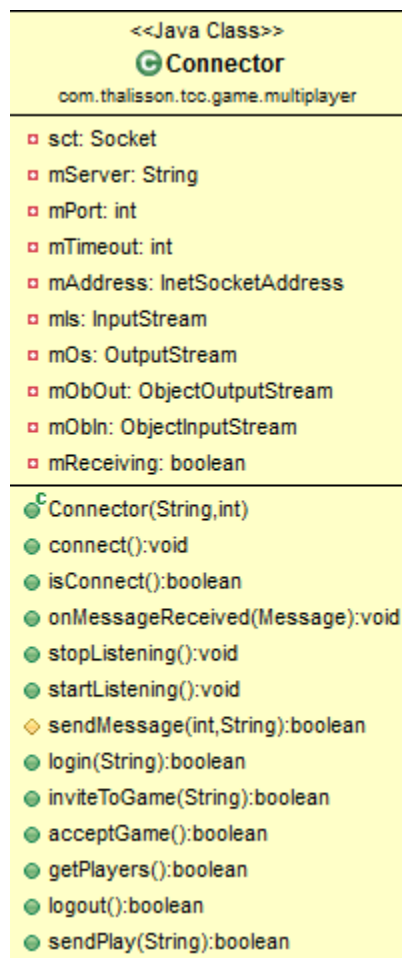 <<Java Class>>
Connector
com.thalisson.tcc.game.multiplayer
sct: Socket
mServer: String
mPort: int
mTimeout: int
mAddress: InetSocketAddress
mIs: InputStream
mOs: OutputStream
mObOut: ObjectOutputStream
mObIn: ObjectInputStream
mReceiving: boolean
Connector(String,int)
connect():void
isConnect():boolean
onMessageReceived(Message):void
stopListening():void
startListening():void
sendMessage(int,String):boolean
login(String):boolean
inviteToGame(String):boolean
acceptGame():boolean
getPlayers():boolean
logout():boolean
sendPlay(String):boolean